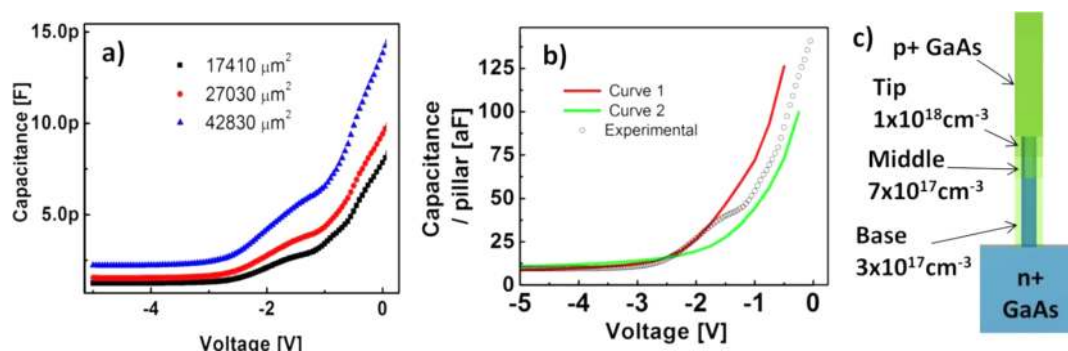 a)
15.0p
10.0p
5.0p
Capacitance [F]
17410 μm²
27030 μm²
42830 μm²
-4
-2
0
Voltage [V]
b)
125
100
75
50
25
0
Capacitance
/ pillar [aF]
Curve 1
Curve 2
Experimental
-5
-4
-3
-2
-1
0
Voltage [V]
c)
p+ GaAs
Tip
1x10¹⁸cm⁻³
Middle
7x10¹⁷cm⁻³
Base
3x10¹⁷cm⁻³
n+
GaAs